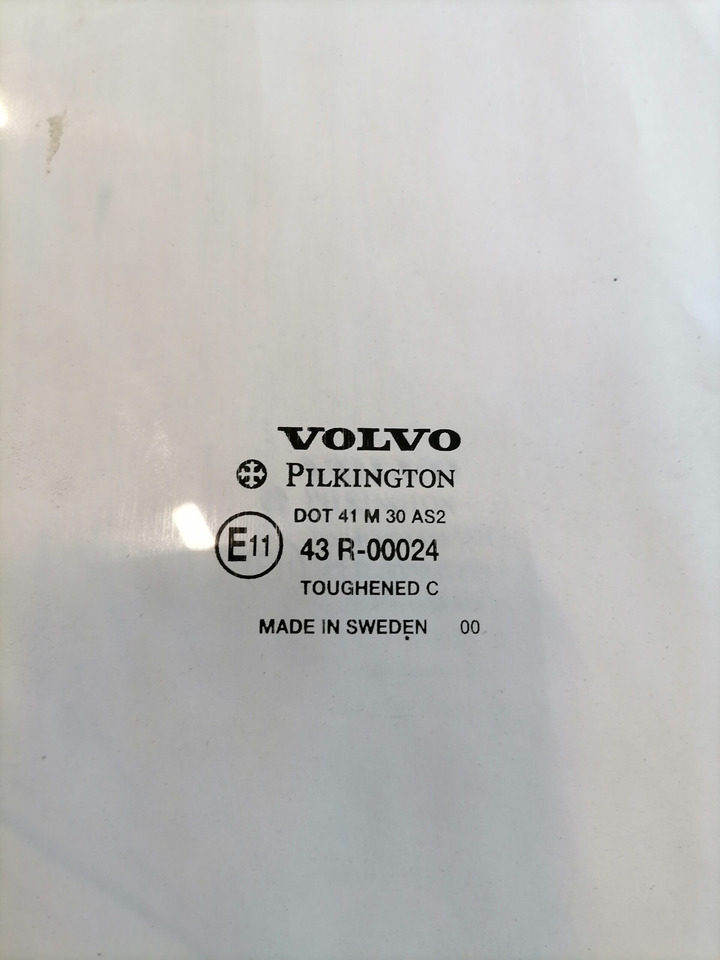 VOLVO
PILKINGTON
DOT 41 M 30 AS2
E11 43 R-00024
TOUGHENED C
MADE IN SWEDEN 00